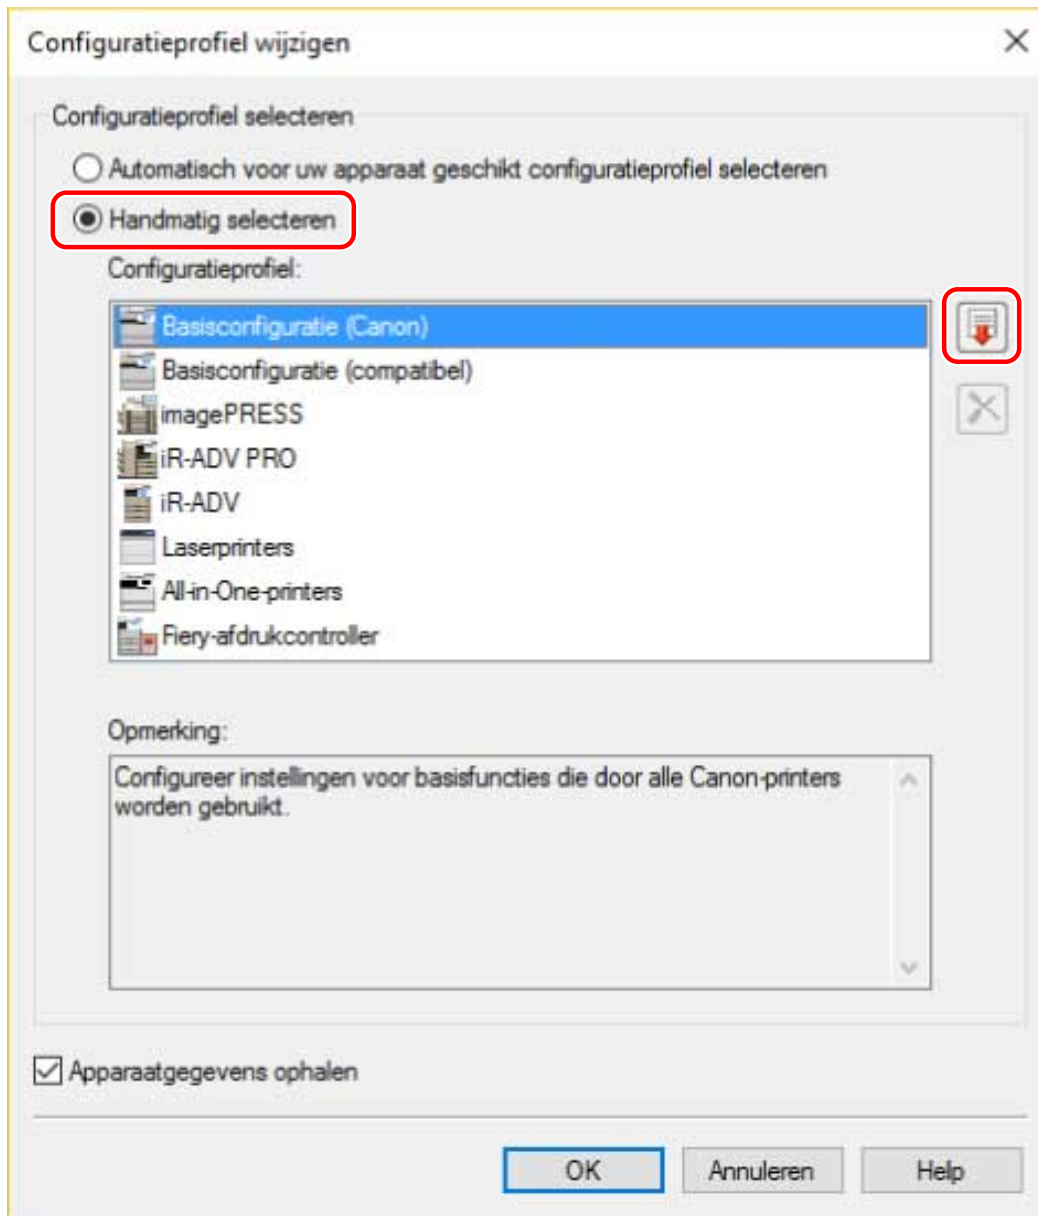 Configuratieprofiel wijzigen
Configuratieprofiel selecteren
Automatisch voor uw apparaat geschikt configuratieprofiel selecteren
Handmatig selecteren
Configuratieprofiel:
Basisconfiguratie (Canon)
Basisconfiguratie (compatibel)
imagePRESS
iR-ADV PRO
iR-ADV
Laserprinters
All-in-One-printers
Fiery-afdrukcontroller
Opmerking:
Configureer instellingen voor basisfuncties die door alle Canon-printers
worden gebruikt.
Apparaatgegevens ophalen
OK Annuleren Help